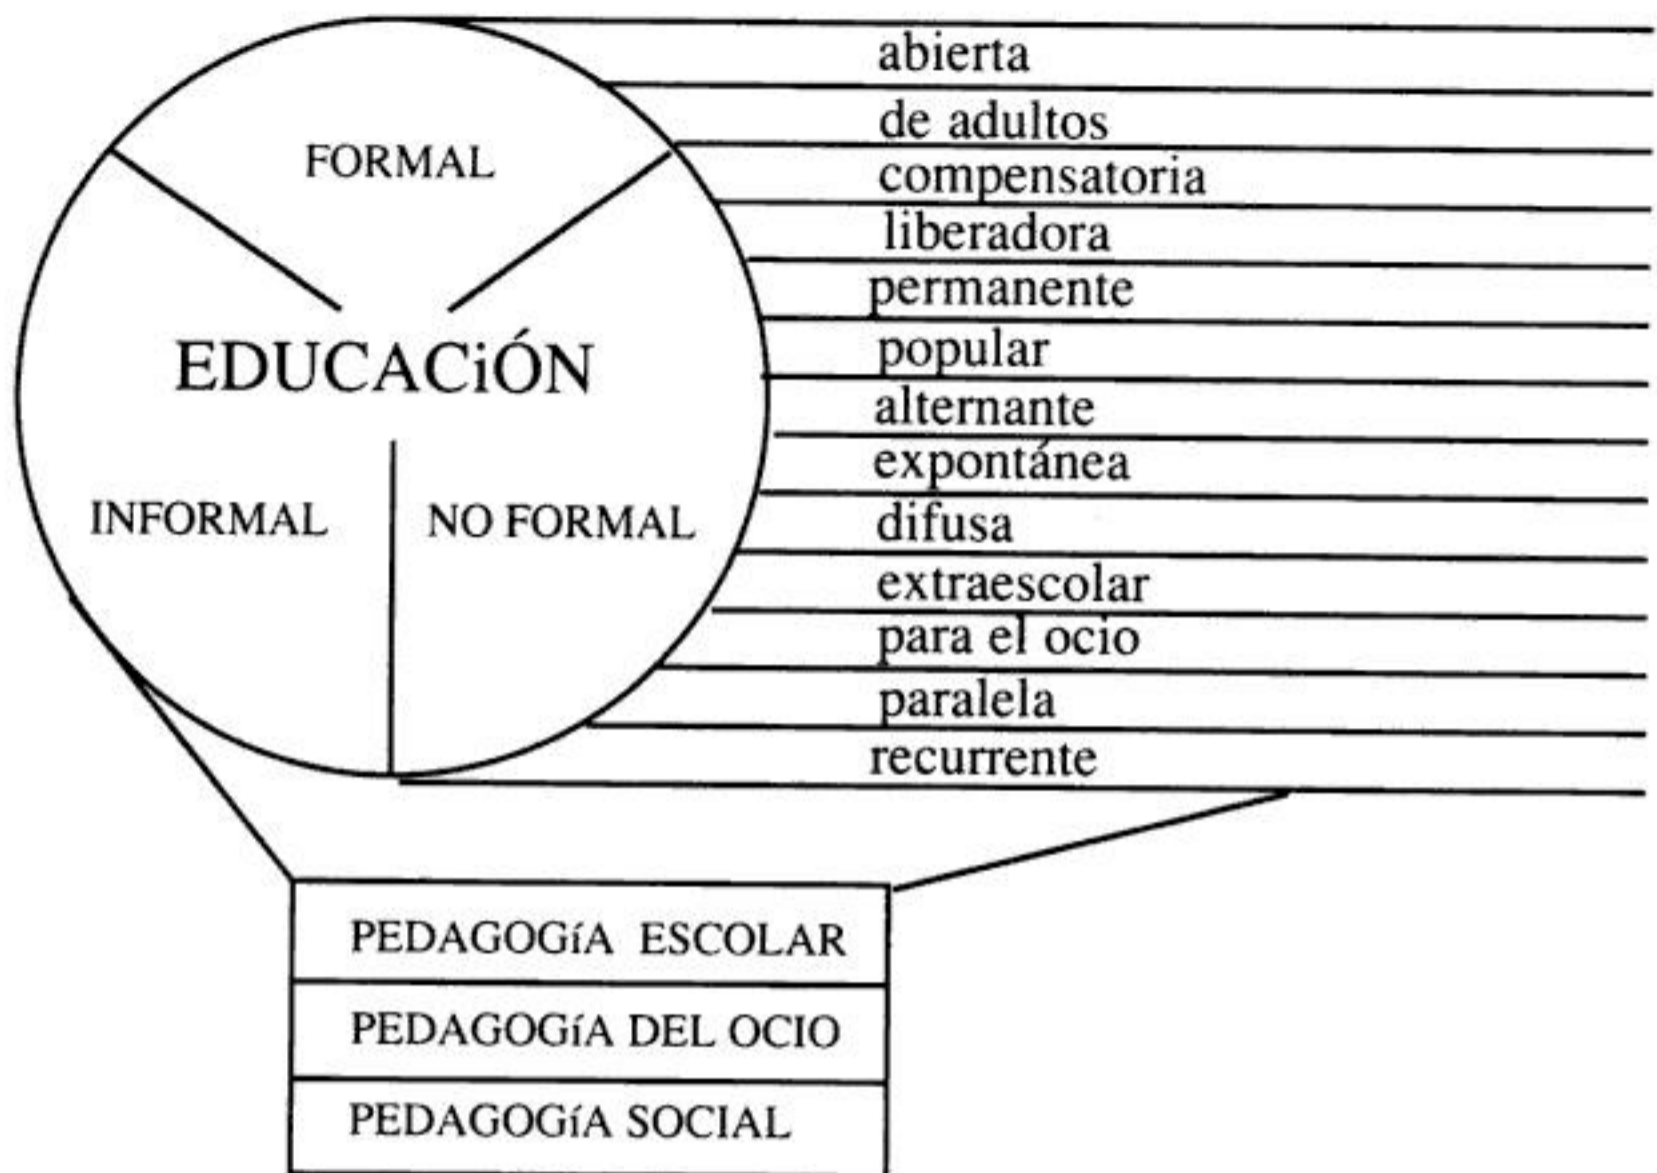 FORMAL
EDUCACiÓN
INFORMAL
NO FORMAL
abierta
de adultos
compensatoria
liberadora
permanente
popular
alternante
expontánea
difusa
extraescolar
para el ocio
paralela
recurrente
PEDAGOGíA ESCOLAR
PEDAGOGíA DEL OCIO
PEDAGOGíA SOCIAL